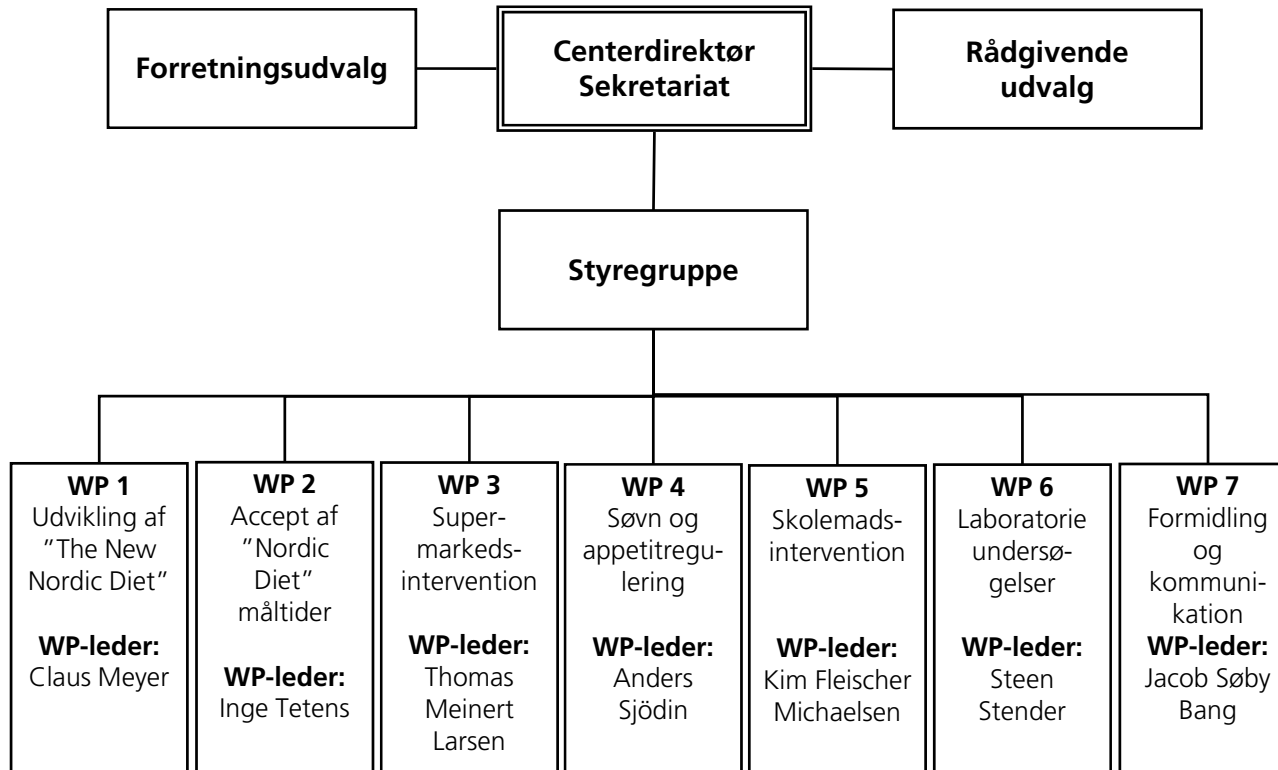 Forretningsudvalg
Centerdirektør
Sekretariat
Rådgivende
udvalg
Styregruppe
WP 1
Udvikling af
”The New
Nordic Diet”
WP-leder:
Claus Meyer
WP 2
Accept af
”Nordic
Diet”
måltider
WP-leder:
Inge Tetens
WP 3
Super-
markeds-
intervention
WP-leder:
Thomas
Meinert
Larsen
WP 4
Søvn og
appetitregu-
lering
WP-leder:
Anders
Sjödin
WP 5
Skolemads-
intervention
WP-leder:
Kim Fleischer
Michaelsen
WP 6
Laboratorie
undersø-
gelser
WP-leder:
Steen
Stender
WP 7
Formidling
og
kommuni-
kation
WP-leder:
Jacob Søby
Bang